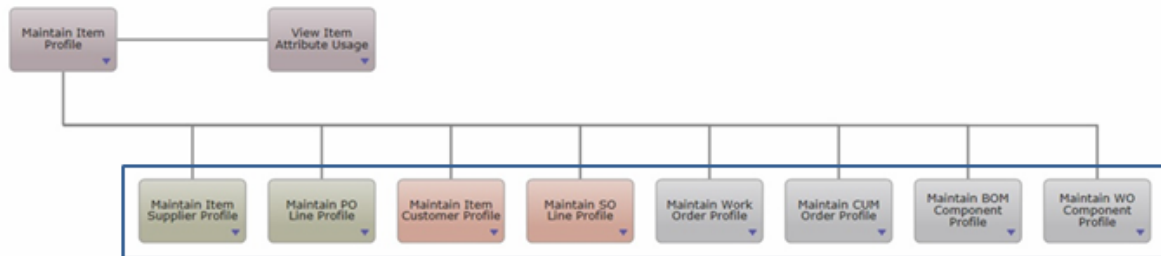 Maintain Item
Profile
View Item
Attribute Usage
Maintain Item
Supplier Profile
Maintain PO
Line Profile
Maintain Item
Customer Profile
Maintain SO
Line Profile
Maintain Work
Order Profile
Maintain CUM
Order Profile
Maintain BOM
Component
Profile
Maintain WO
Component
Profile